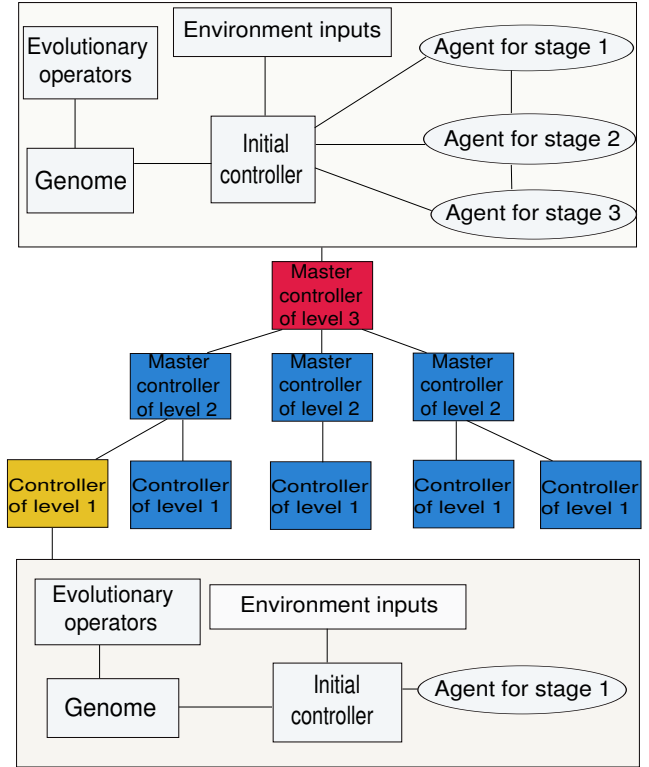 Evolutionary
operators
Environment inputs
Agent for stage 1
Initial
controller
Agent for stage 2
Genome
Agent for stage 3
Master
controller
of level 3
Master
controller
of level 2
Master
controller
of level 2
Master
controller
of level 2
Controller
of level 1
Controller
of level 1
Controller
of level 1
Controller
of level 1
Controller
of level 1
Evolutionary
operators
Environment inputs
Genome
Initial
controller
Agent for stage 1